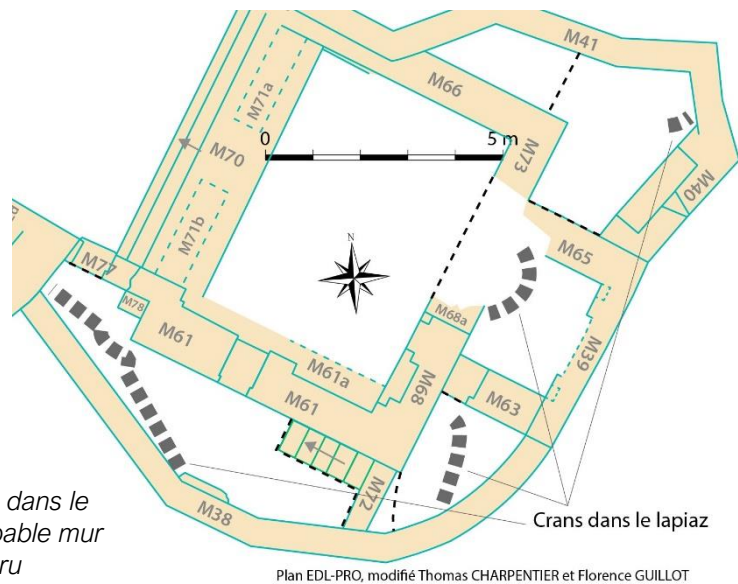 M41
M66
M71a
0
5 m
M70
M73
M40
M71b
N
M65
M77
M78
M68a
M61
M61a
M39
M68
M61
M63
M72
M38
dans le
pable mur
ru
Crans dans le lapiaz
Plan EDL-PRO, modifié Thomas CHARPENTIER et Florence GUILLOT